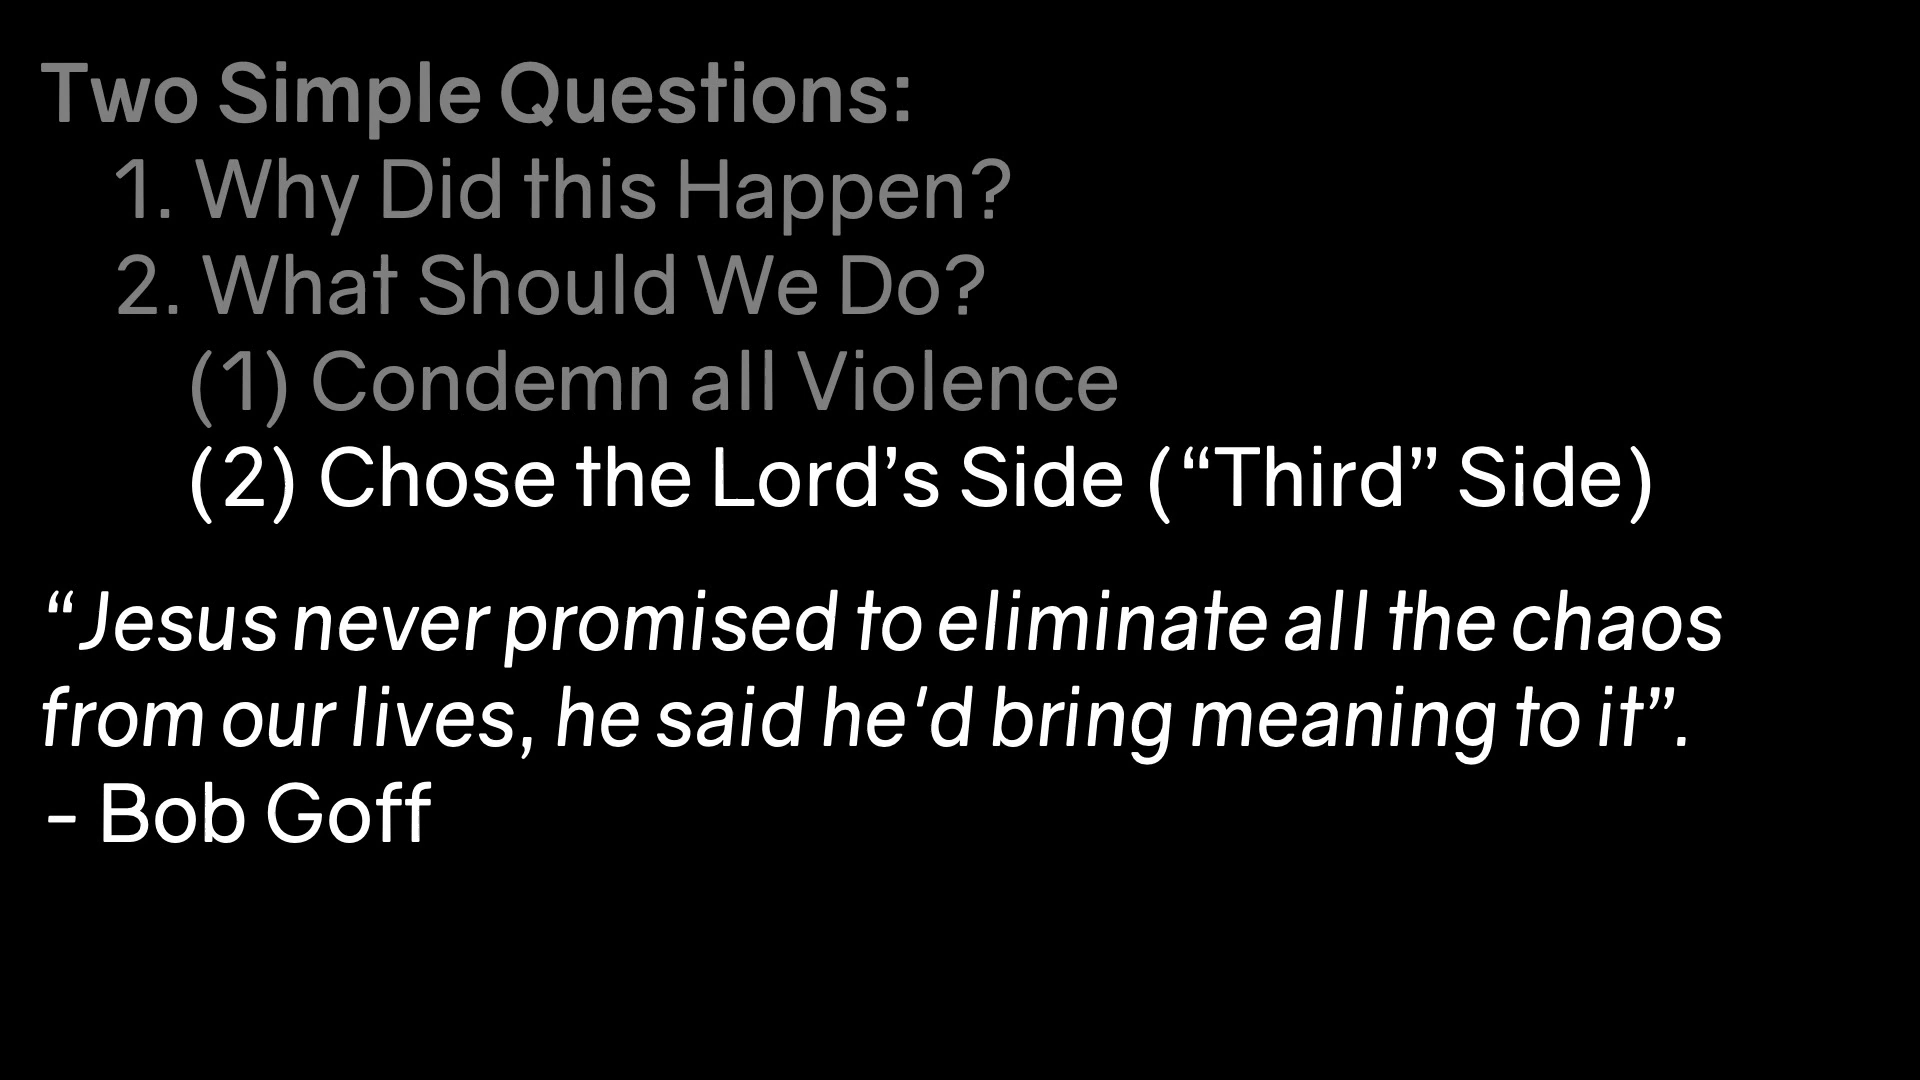 Two Simple Questions:
1. Why Did this Happen?
2. What Should We Do?
(1) Condemn all Violence
(2) Chose the Lord’s Side (“Third” Side)
“Jesus never promised to eliminate all the chaos
from our lives, he said he'd bring meaning to it”.
- Bob Goff